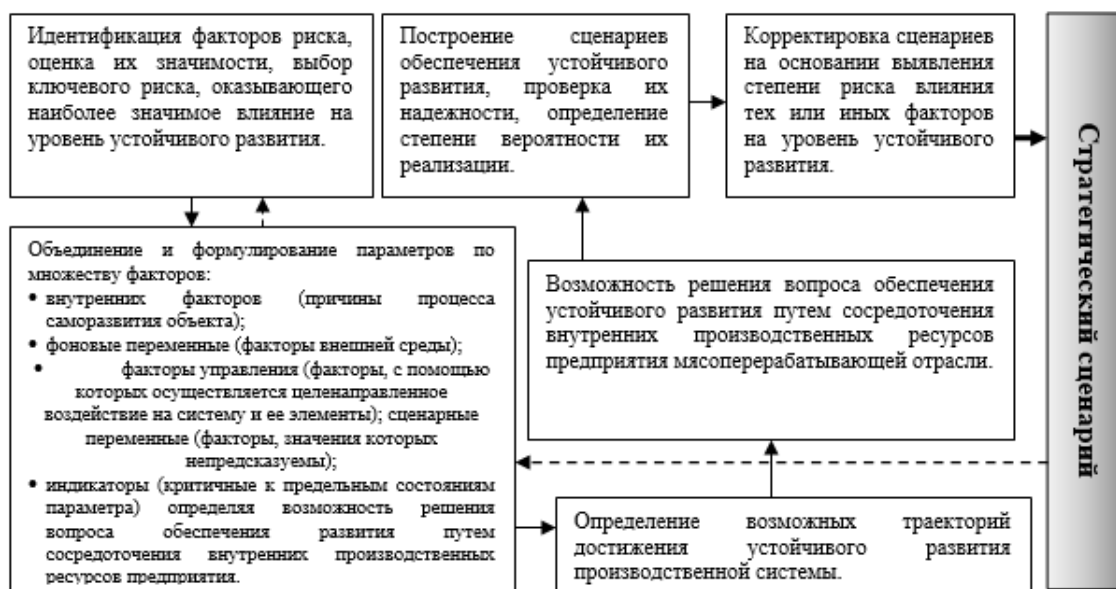 Идентификация факторов риска,
оценка их значимости, выбор
ключевого риска, оказывающего
наиболее значимое влияние на
уровень устойчивого развития.
Построение сценариев
обеспечения устойчивого
развития, проверка их
надежности, определение
степени вероятности их
реализации.
Корректировка сценариев
на основании выявления
степени риска влияния
тех или иных факторов
на уровень устойчивого
развития.
Стратегический сценарий
Объединение и формулирование параметров по
множеству факторов:
• внутренних факторов (причины процесса
саморазвития объекта);
• фоновые переменные (факторы внешней среды);
• факторы управления (факторы, с помощью
которых осуществляется целенаправленное
воздействие на систему и ее элементы); сценарные
переменные (факторы, значения которых
непредсказуемы);
• индикаторы (критичные к предельным состояниям
параметра) определяя возможность решения
вопроса обеспечения развития путем
сосредоточения внутренних производственных
ресурсов предприятия.
Возможность решения вопроса обеспечения
устойчивого развития путем сосредоточения
внутренних производственных ресурсов
предприятия мясоперерабатывающей отрасли.
Определение возможных траекторий
достижения устойчивого развития
производственной системы.